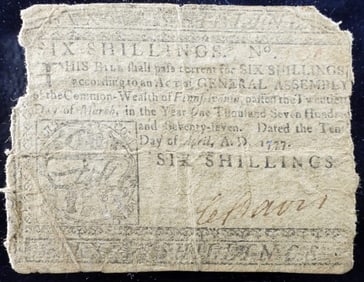 SIX SHILLINGS. No.
THIS BILL shall pass current for SIX SHILLINGS,
according to an Act of GENERAL ASSEMBLY
of the Common-Wealth of Pennsylvania, passed the Twentieth
Day of March, in the Year One Thousand Seven Hundred
and Seventy-seven. Dated the Tenth
Day of April, A.D. 1777.
SIX SHILLINGS.
Davis
SHILLINGS